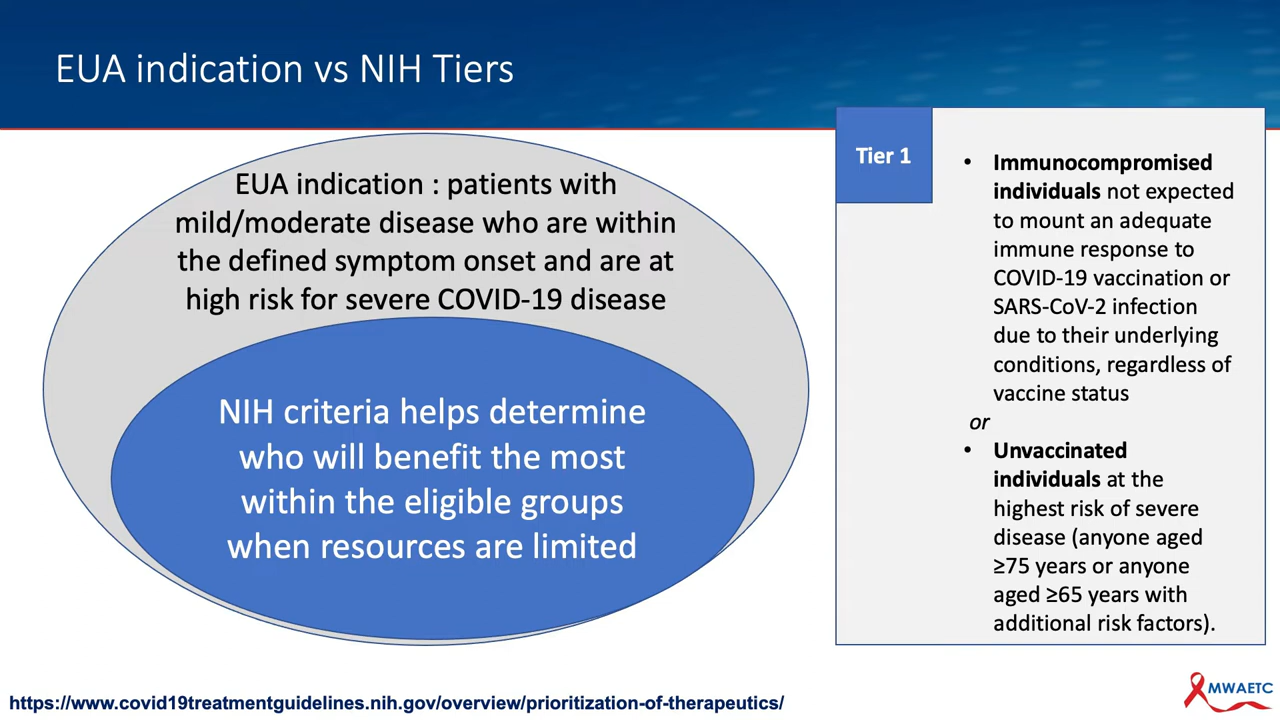 EUA indication vs NIH Tiers
EUA indication : patients with
mild/moderate disease who are within
the defined symptom onset and are at
high risk for severe COVID-19 disease
NIH criteria helps determine
who will benefit the most
within the eligible groups
when resources are limited
Tier 1
• Immunocompromised
individuals not expected
to mount an adequate
immune response to
COVID-19 vaccination or
SARS-CoV-2 infection
due to their underlying
conditions, regardless of
vaccine status
or
• Unvaccinated
individuals at the
highest risk of severe
disease (anyone aged
≥75 years or anyone
aged ≥65 years with
additional risk factors).
https://www.covid19treatmentguidelines.nih.gov/overview/prioritization-of-therapeutics/
MWAETC